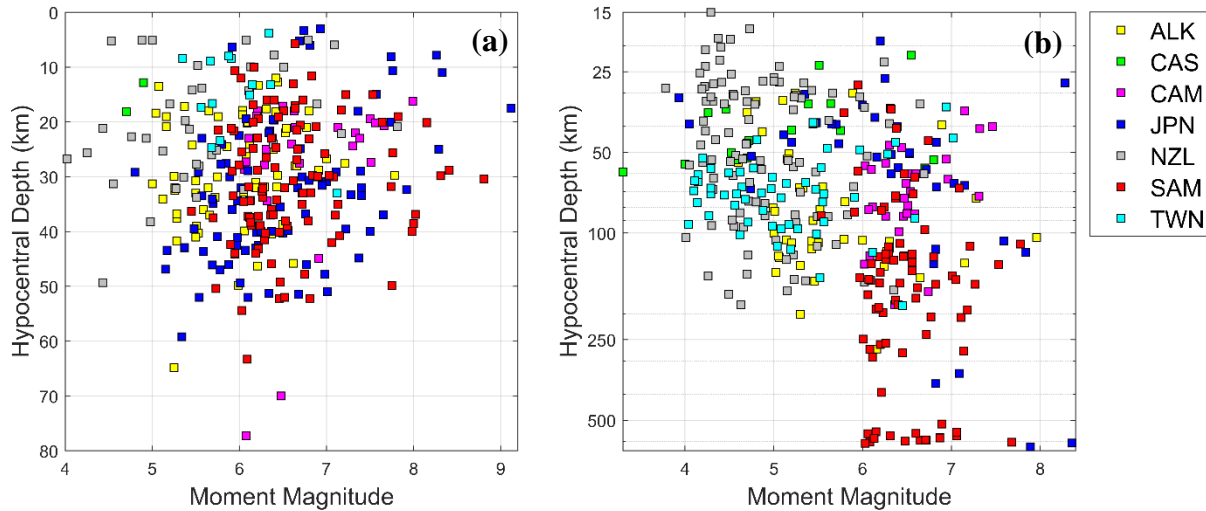 (a)
Hypocentral Depth (km)
0
10
20
30
40
50
60
70
80
4 5 6 7 8 9
Moment Magnitude
(b)
Hypocentral Depth (km)
15
25
50
100
250
500
4 5 6 7 8
Moment Magnitude
ALK
CAS
CAM
JPN
NZL
SAM
TWN